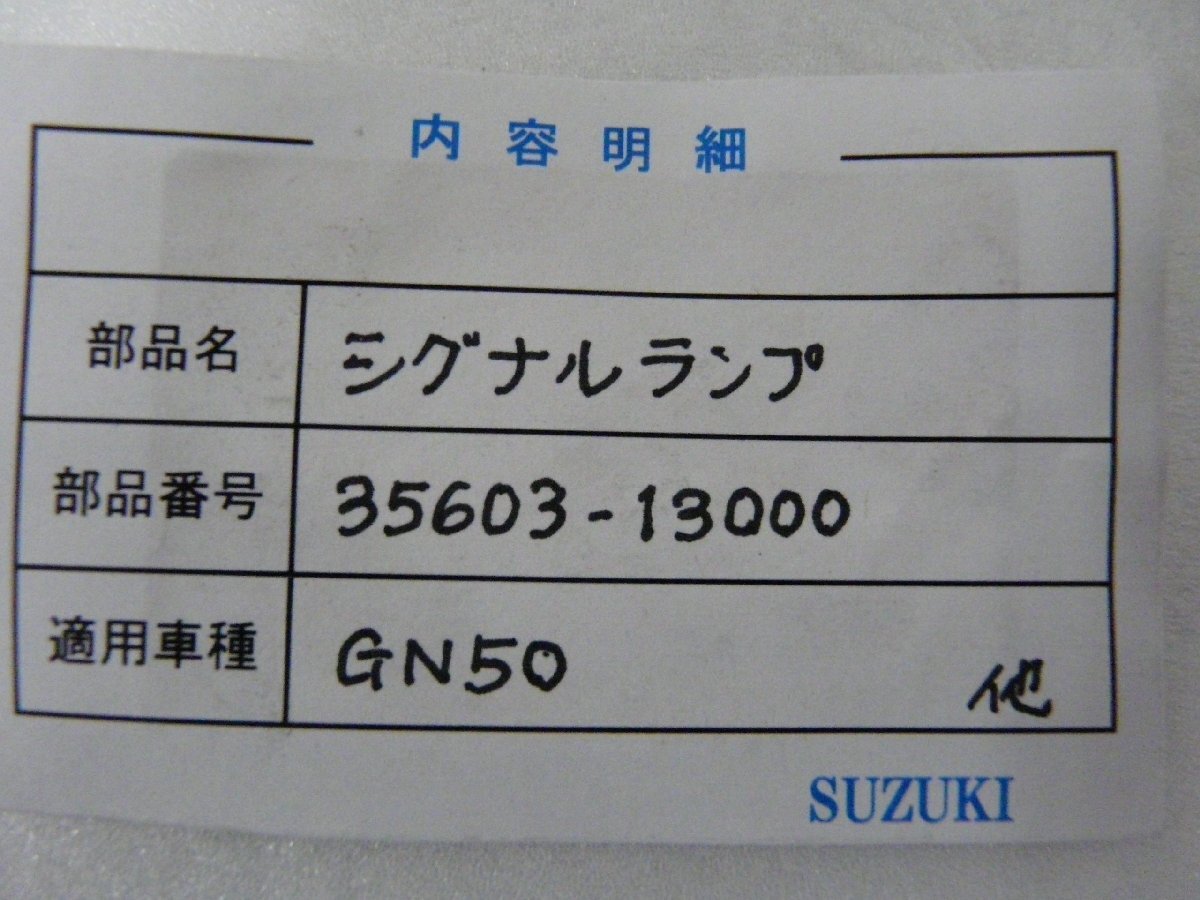 内容明細
部品名 シグナルランプ
部品番号 35603-13000
適用車種 GN50 他
SUZUKI